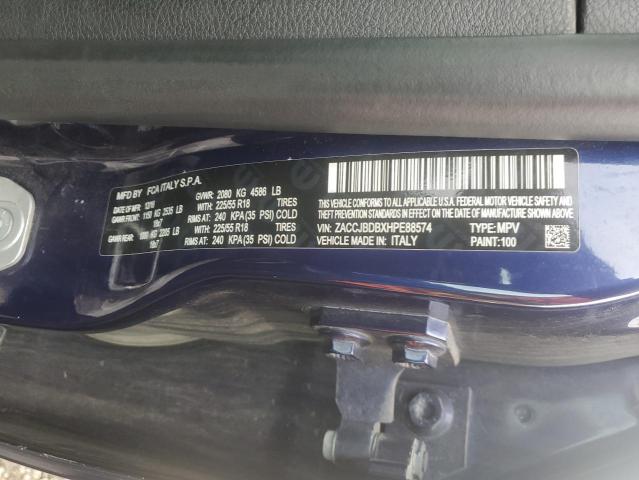 MFD BY FCA ITALY S.P.A.
DATE OF MFR 12/16 GVWR: 2080 KG 4586 LB
GAWR FRONT: 1150 KG 2535 LB WITH: 225/55 R18 TIRES
18x7 RIMS AT: 240 KPA(35 PSI) COLD
GAWR REAR: 1000 KG 2205 LB WITH: 225/55 R18 TIRES
18x7 RIMS AT: 240 KPA(35 PSI) COLD
THIS VEHICLE CONFORMS TO ALL APPLICABLE
U.S.A. FEDERAL MOTOR VEHICLE SAFETY AND
THEFT PREVENTION STANDARDS IN EFFECT ON
THE DATE OF MANUFACTURE SHOWN ABOVE.
VIN: ZACCJBDBXHPE88574 TYPE: MPV
VEHICLE MADE IN: ITALY PAINT: 100